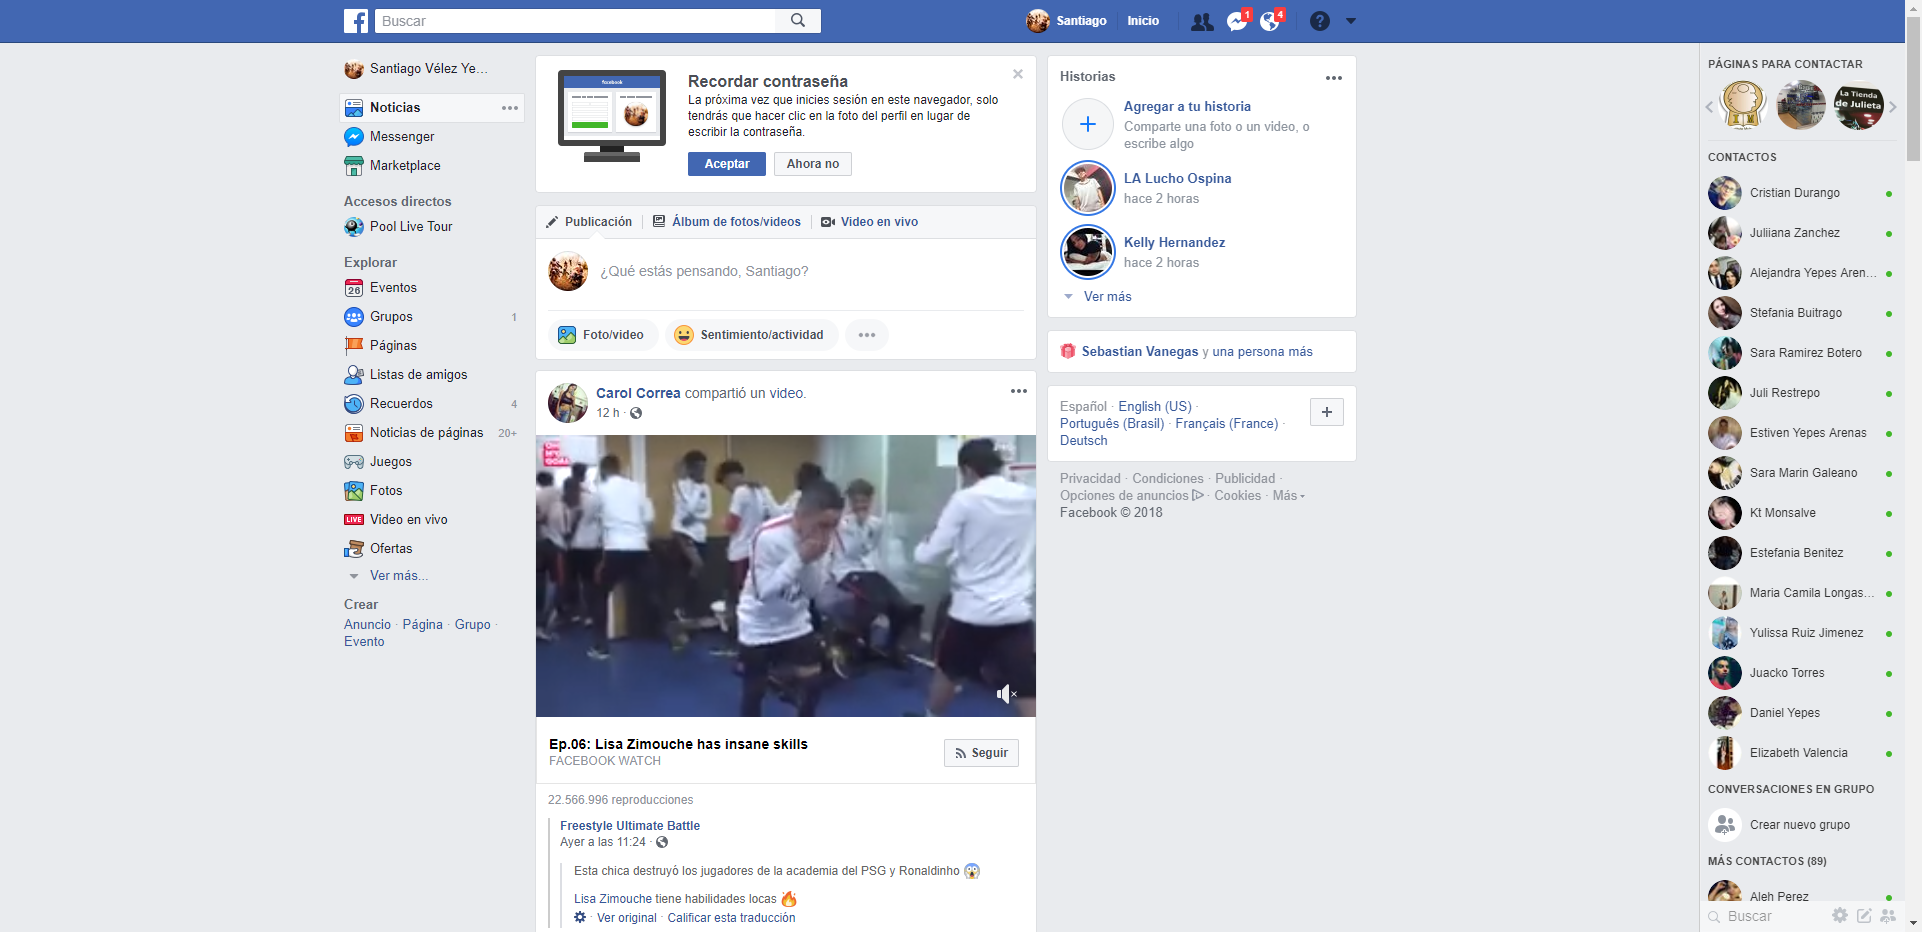 Buscar
Santiago
Inicio
1
4
Santiago Vélez Ye...
Noticias
Messenger
Marketplace
Accesos directos
Pool Live Tour
Explorar
26
Eventos
Grupos 1
Páginas
Listas de amigos
Recuerdos 4
Noticias de páginas 20+
Juegos
Fotos
LIVE Video en vivo
Ofertas
Ver más...
Crear
Anuncio · Página · Grupo ·
Evento
facebook
Recordar contraseña
La próxima vez que inicies sesión en este navegador, solo
tendrás que hacer clic en la foto del perfil en lugar de
escribir la contraseña.
Aceptar
Ahora no
Publicación
Álbum de fotos/videos
Video en vivo
¿Qué estás pensando, Santiago?
Foto/video
Sentimiento/actividad
Carol Correa compartió un video.
12 h ·
Ep.06: Lisa Zimouche has insane skills
FACEBOOK WATCH
Seguir
22.566.996 reproducciones
Freestyle Ultimate Battle
Ayer a las 11:24 ·
Esta chica destruyó los jugadores de la academia del PSG y Ronaldinho
Lisa Zimouche tiene habilidades locas
· Ver original · Calificar esta traducción
Historias
Agregar a tu historia
Comparte una foto o un video, o
escribe algo
LA Lucho Ospina
hace 2 horas
Kelly Hernandez
hace 2 horas
Ver más
Sebastian Vanegas y una persona más
Español · English (US) ·
Português (Brasil) · Français (France) ·
Deutsch
Privacidad · Condiciones · Publicidad ·
Opciones de anuncios · Cookies · Más
Facebook © 2018
PÁGINAS PARA CONTACTAR
La Tienda
de Julieta
CONTACTOS
Cristian Durango
Juliiana Zanchez
Alejandra Yepes Aren...
Stefania Buitrago
Sara Ramirez Botero
Juli Restrepo
Estiven Yepes Arenas
Sara Marin Galeano
Kt Monsalve
Estefania Benitez
Maria Camila Longas...
Yulissa Ruiz Jimenez
Juacko Torres
Daniel Yepes
Elizabeth Valencia
CONVERSACIONES EN GRUPO
Crear nuevo grupo
MÁS CONTACTOS (89)
Aleh Perez
Buscar